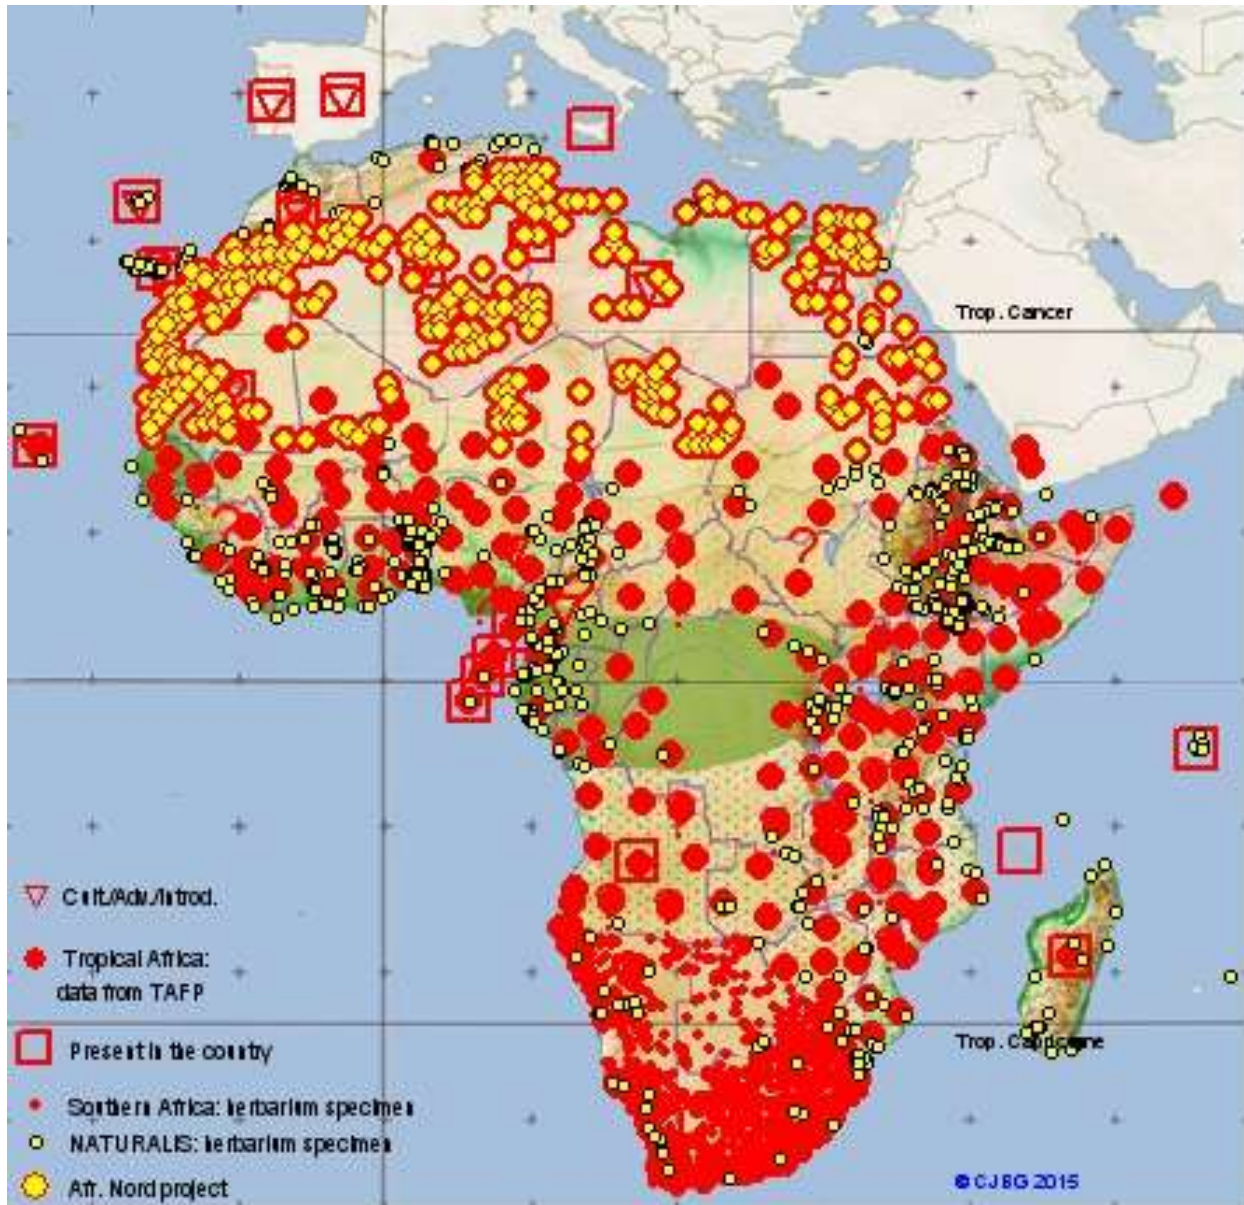 Trop. Cancer
Cult./Adv./Introd.
Tropical Africa:
data from TAFP
Present in the country
Trop. Capricorne
Southern Africa: herbarium specimen
NATURALIS: herbarium specimen
Afr. Nord project
© CJBG 2015
?
?